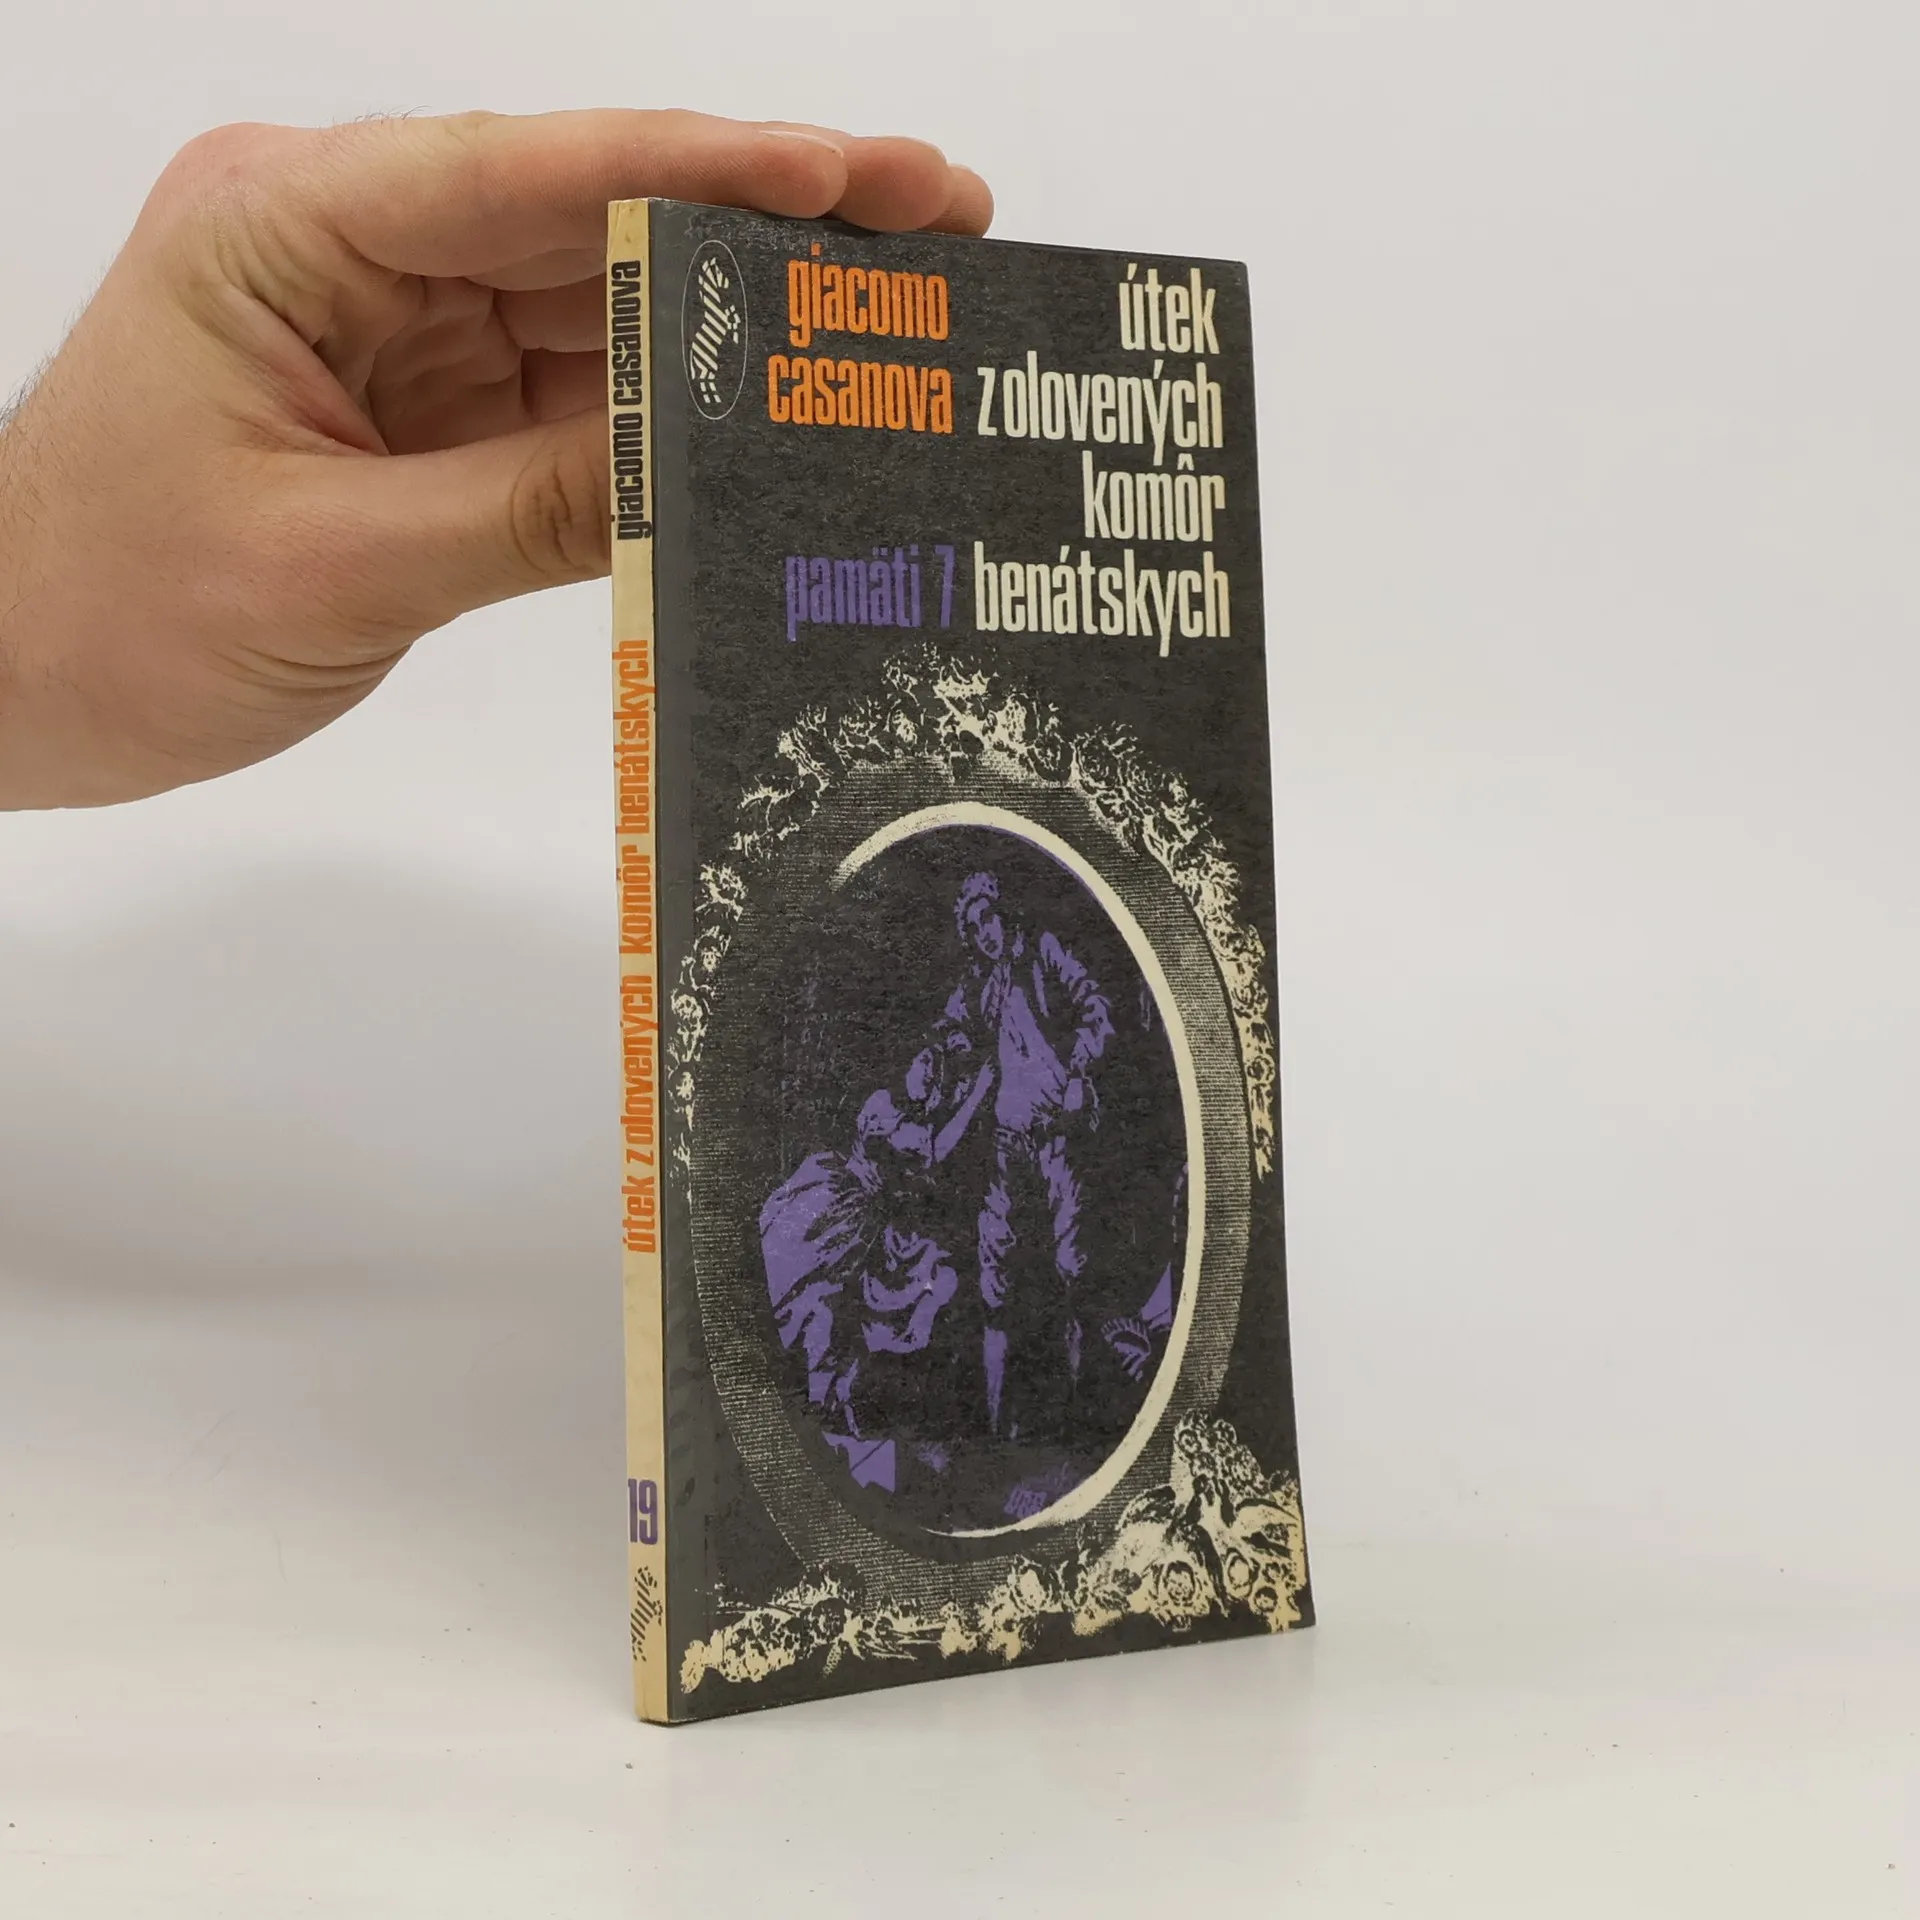 giacomo casanova
útek z olovených komôr benátskych
19
giacomo
casanova
pamäti 7
útek
z olovených
komôr
benátskych